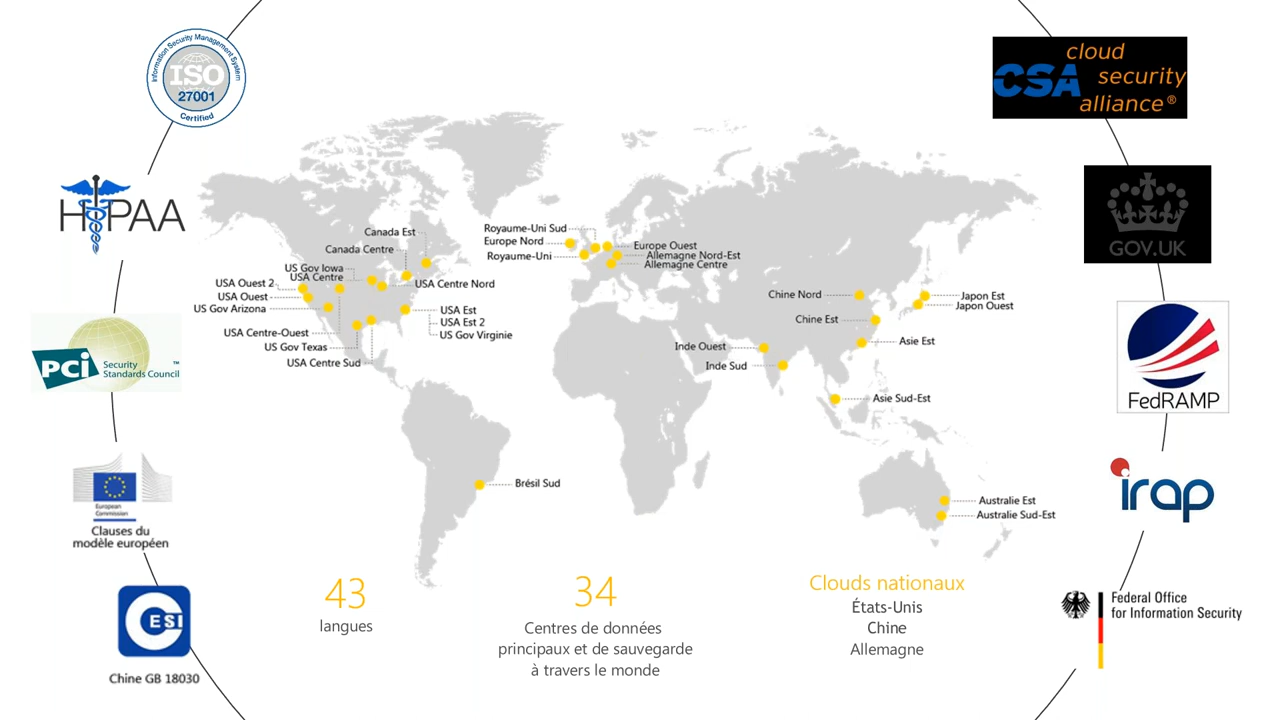 Information Security Management System
ISO
27001
Certified
cloud
CSA security
alliance®
HIPAA
GOV.UK
PCi Security
Standards Council™
FedRAMP
European
Commission
Clauses du
modèle européen
irap
CESI
Chine GB 18030
Federal Office
for Information Security
Canada Est
Canada Centre
US Gov Iowa
USA Centre
USA Ouest 2
USA Ouest
US Gov Arizona
USA Centre-Ouest
US Gov Texas
USA Centre Sud
USA Centre Nord
USA Est
USA Est 2
US Gov Virginie
Brésil Sud
Royaume-Uni Sud
Europe Nord
Royaume-Uni
Europe Ouest
Allemagne Nord-Est
Allemagne Centre
Chine Nord
Chine Est
Inde Ouest
Inde Sud
Japon Est
Japon Ouest
Asie Est
Asie Sud-Est
Australie Est
Australie Sud-Est
43
langues
34
Centres de données
principaux et de sauvegarde
à travers le monde
Clouds nationaux
États-Unis
Chine
Allemagne